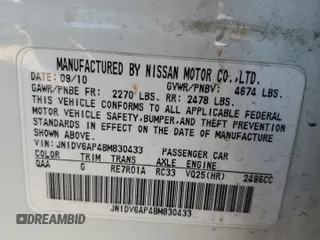 MANUFACTURED BY NISSAN MOTOR CO.,LTD.
DATE: 09/10 GVWR/PNBV: 4674 LBS.
GAWR/PNBE FR: 2270 LBS. RR: 2478 LBS.
THIS VEHICLE CONFORMS TO ALL APPLICABLE FEDERAL
MOTOR VEHICLE SAFETY,BUMPER,AND THEFT PREVENTION
STANDARDS IN EFFECT ON THE DATE OF MANUFACTURE
SHOWN ABOVE.
VIN: JN1DV6AP4BM830433 PASSENGER CAR
COLOR TRIM TRANS AXLE ENGINE
QAA G RE7R01A RC33 VQ25(HR) 2496CC
JN1DV6AP4BM830433